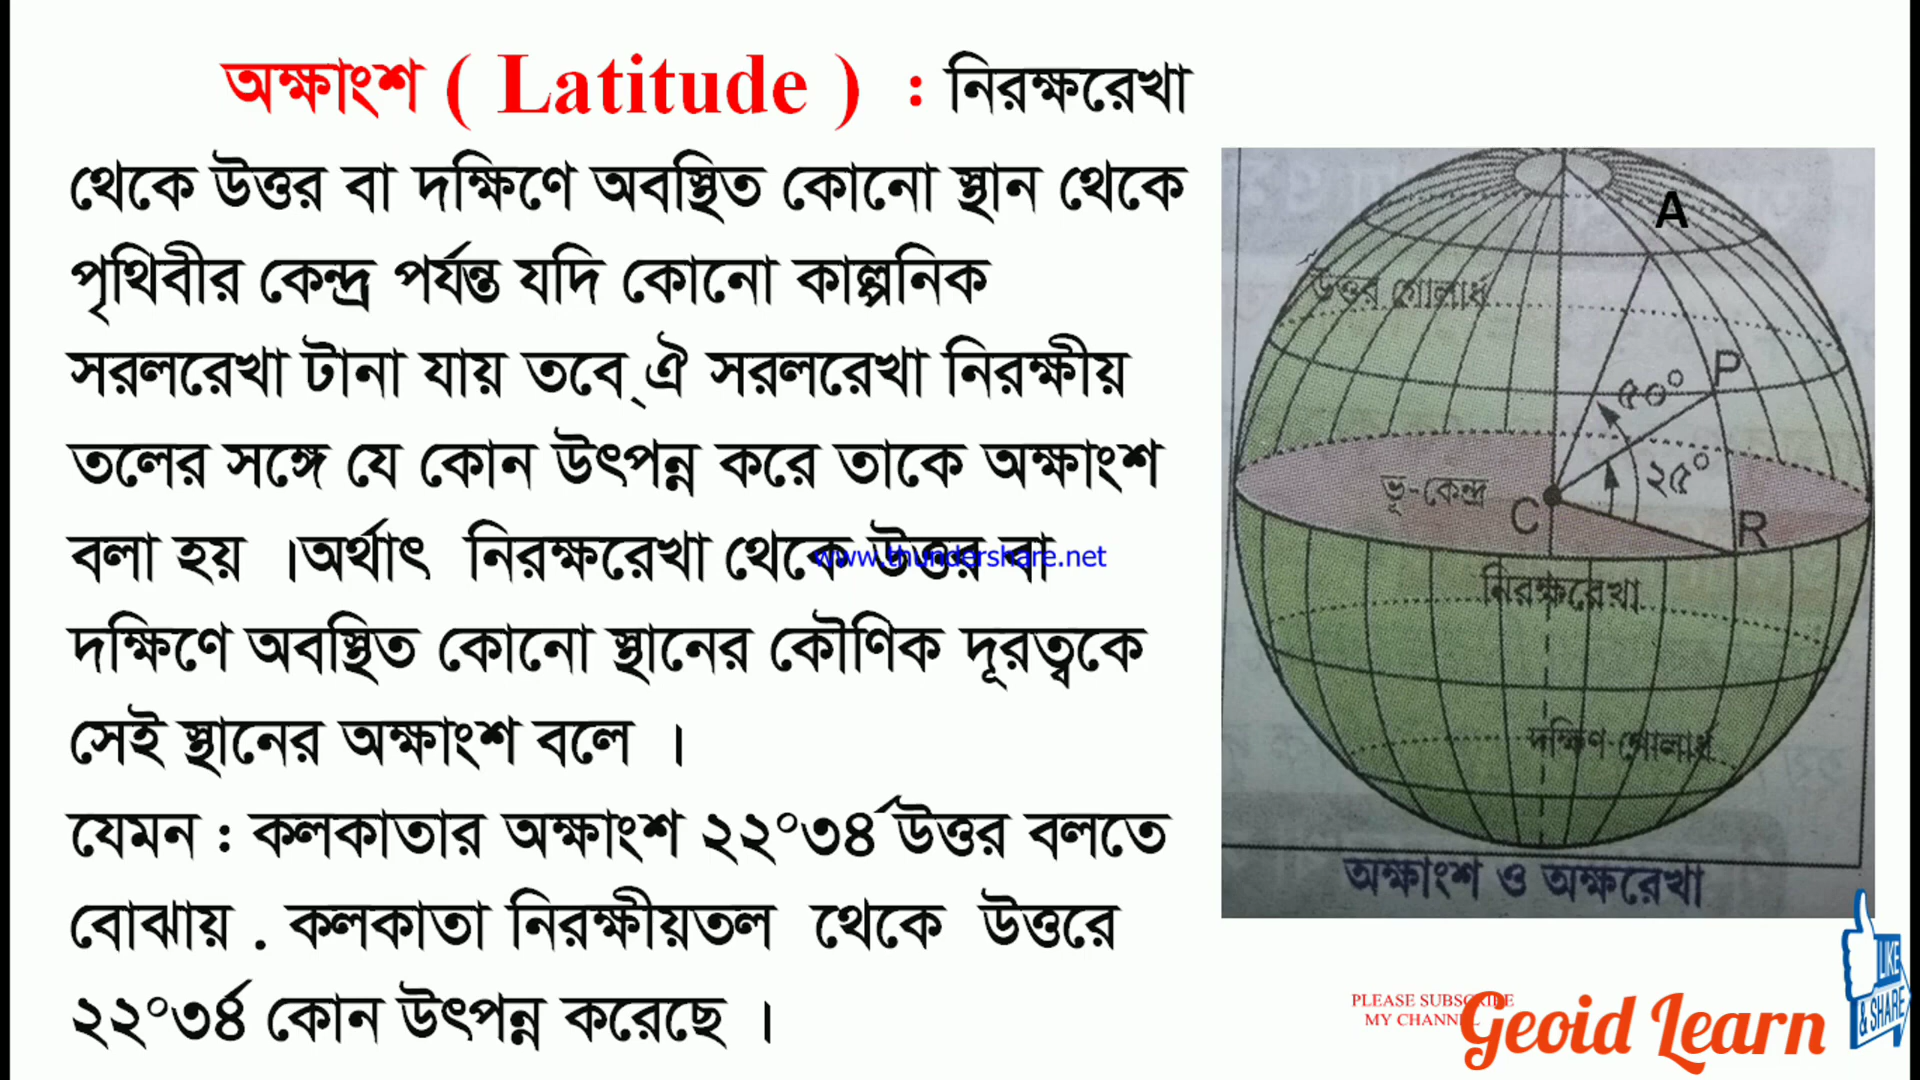 অক্ষাংশ ( Latitude ) : নিরক্ষরেখা
থেকে উত্তর বা দক্ষিণে অবস্থিত কোনো স্থান থেকে
পৃথিবীর কেন্দ্র পর্যন্ত যদি কোনো কাল্পনিক
সরলরেখা টানা যায় তবে ঐ সরলরেখা নিরক্ষীয়
তলের সঙ্গে যে কোন উৎপন্ন করে তাকে অক্ষাংশ
বলা হয় ।অর্থাৎ নিরক্ষরেখা থেকে উত্তর বা
www.thundershare.net
দক্ষিণে অবস্থিত কোনো স্থানের কৌণিক দূরত্বকে
সেই স্থানের অক্ষাংশ বলে ।
যেমন : কলকাতার অক্ষাংশ ২২°৩৪' উত্তর বলতে
বোঝায় . কলকাতা নিরক্ষীয়তল থেকে উত্তরে
২২°৩৪' কোন উৎপন্ন করেছে ।
A
উত্তর গোলার্ধ
P
৫০°
২৫°
ভূ-কেন্দ্র
C
R
নিরক্ষরেখা
দক্ষিণ গোলার্ধ
অক্ষাংশ ও অক্ষরেখা
PLEASE SUBSCRIBE
MY CHANNEL
Geoid Learn
LIKE
& SHARE